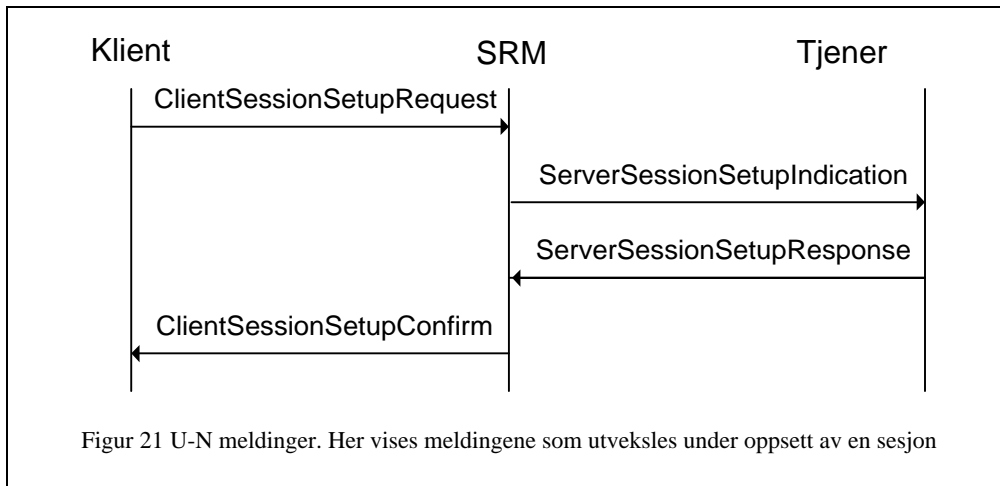 Klient SRM Tjener
ClientSessionSetupRequest
ServerSessionSetupIndication
ServerSessionSetupResponse
ClientSessionSetupConfirm
Figur 21 U-N meldinger. Her vises meldingene som utveksles under oppsett av en sesjon